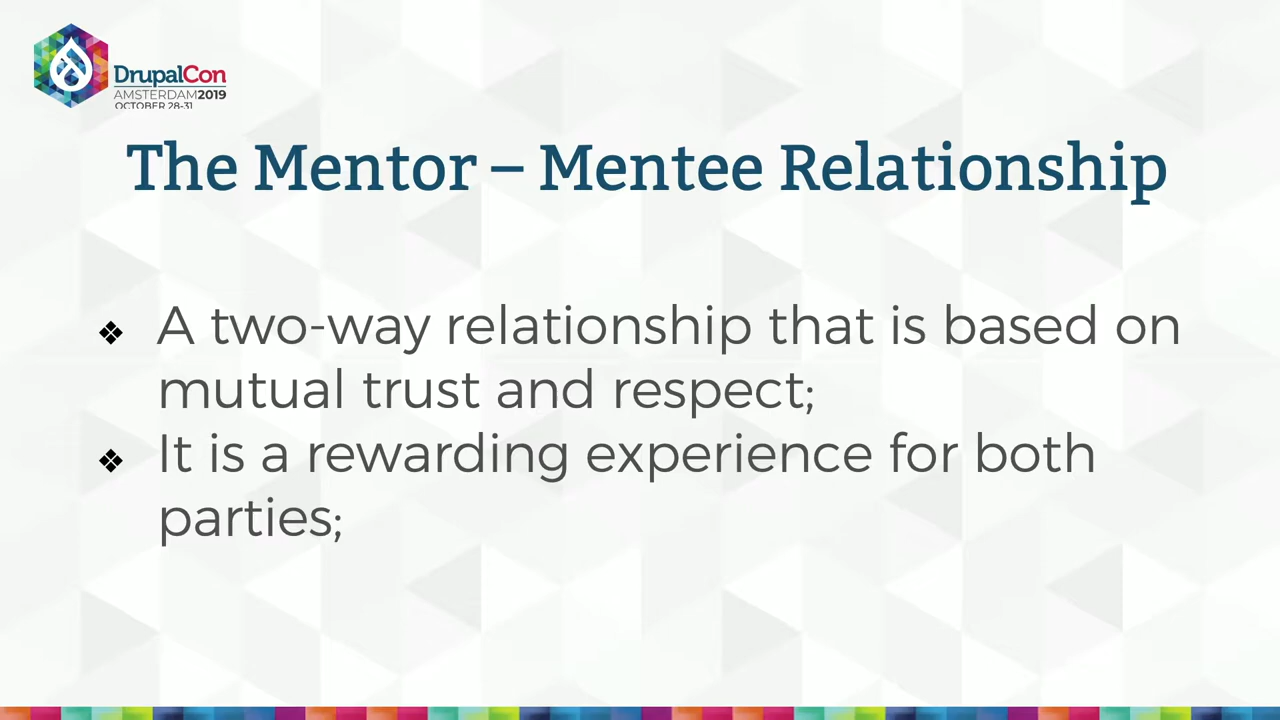 DrupalCon
AMSTERDAM2019
OCTOBER 28-31
The Mentor – Mentee Relationship
❖ A two-way relationship that is based on
mutual trust and respect;
❖ It is a rewarding experience for both
parties;